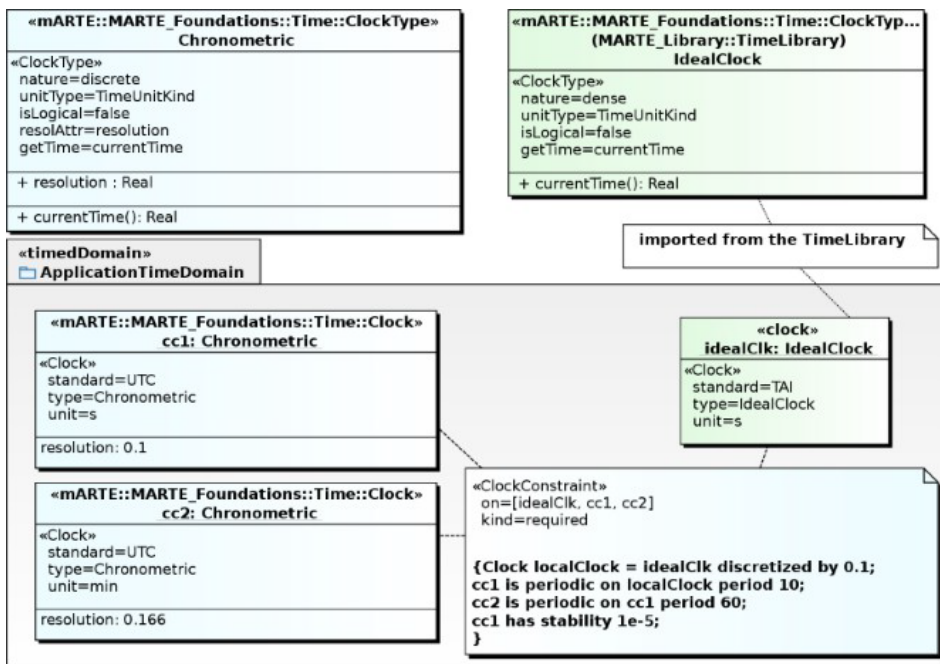 «mARTE::MARTE_Foundations::Time::ClockType»
Chronometric
«ClockType»
nature=discrete
unitType=TimeUnitKind
isLogical=false
resolAttr=resolution
getTime=currentTime
+ resolution : Real
+ currentTime(): Real
«mARTE::MARTE_Foundations::Time::ClockTyp...
(MARTE_Library::TimeLibrary)
IdealClock
«ClockType»
nature=dense
unitType=TimeUnitKind
isLogical=false
getTime=currentTime
+ currentTime(): Real
imported from the TimeLibrary
«timedDomain»
ApplicationTimeDomain
«mARTE::MARTE_Foundations::Time::Clock»
cc1: Chronometric
«Clock»
standard=UTC
type=Chronometric
unit=s
resolution: 0.1
«clock»
idealClk: IdealClock
«Clock»
standard=TAI
type=IdealClock
unit=s
«mARTE::MARTE_Foundations::Time::Clock»
cc2: Chronometric
«Clock»
standard=UTC
type=Chronometric
unit=min
resolution: 0.166
«ClockConstraint»
on=[idealClk, cc1, cc2]
kind=required
{Clock localClock = idealClk discretized by 0.1;
cc1 is periodic on localClock period 10;
cc2 is periodic on cc1 period 60;
cc1 has stability 1e-5;
}